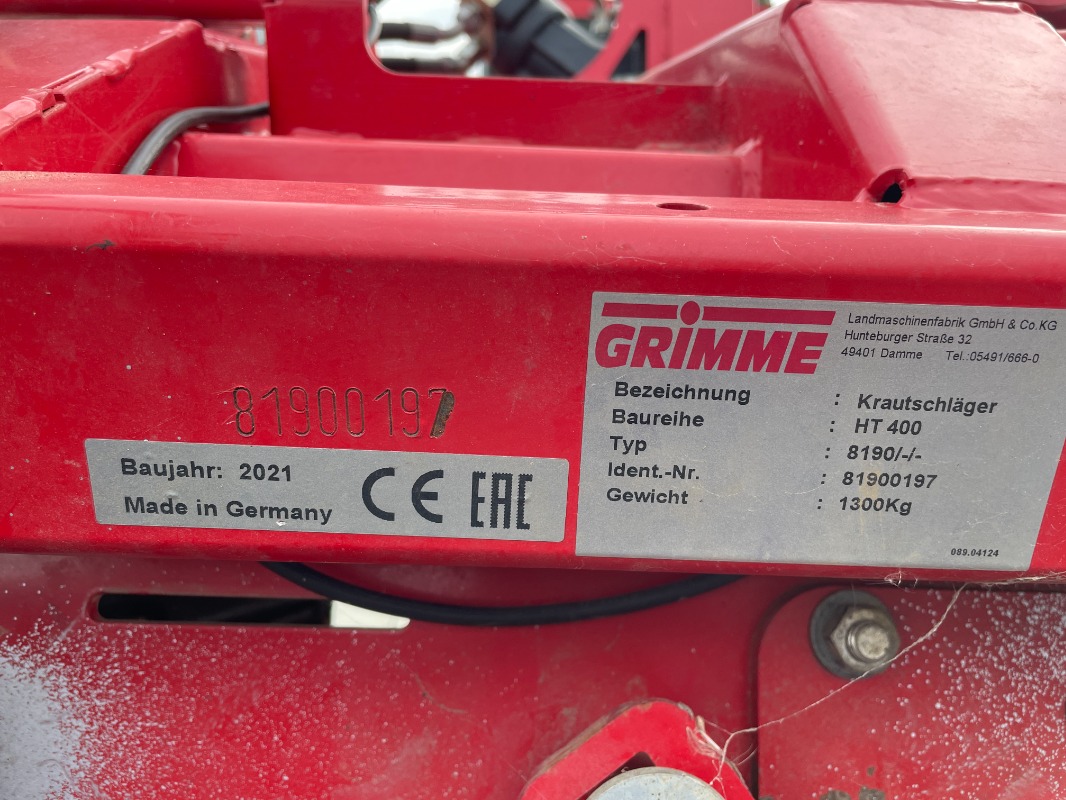 81900197
Baujahr: 2021
Made in Germany
CE
EAC
GRIMME
Landmaschinenfabrik GmbH & Co.KG
Hunteburger Straße 32
49401 Damme Tel.:05491/666-0
Bezeichnung : Krautschläger
Baureihe : HT 400
Typ : 8190/-/-
Ident.-Nr. : 81900197
Gewicht : 1300Kg
089.04124